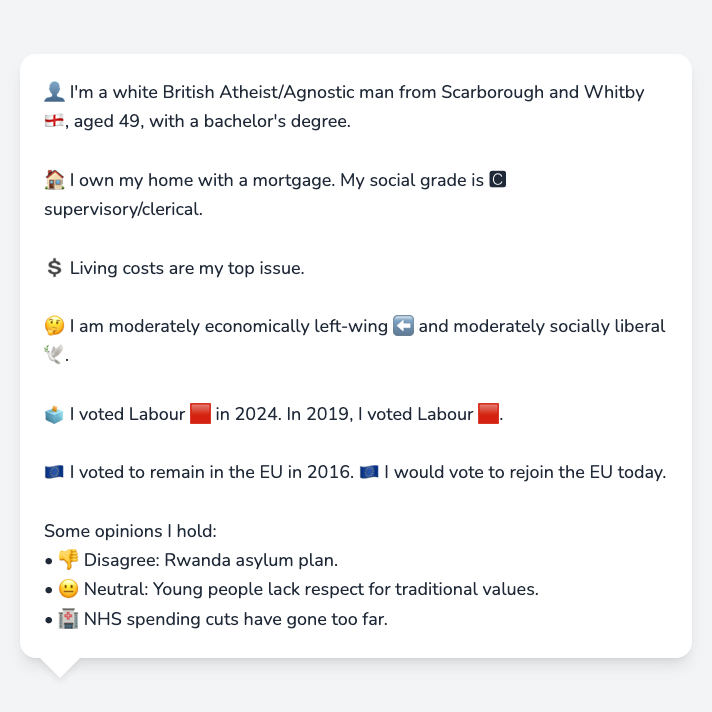 👤 I'm a white British Atheist/Agnostic man from Scarborough and Whitby
🏴󠁧󠁢󠁥󠁮󠁧󠁿, aged 49, with a bachelor's degree.
🏠 I own my home with a mortgage. My social grade is C
supervisory/clerical.
💲 Living costs are my top issue.
🤔 I am moderately economically left-wing ⬅️ and moderately socially liberal
🕊️.
🗳️ I voted Labour 🟥 in 2024. In 2019, I voted Labour 🟥.
🇪🇺 I voted to remain in the EU in 2016. 🇪🇺 I would vote to rejoin the EU today.
Some opinions I hold:
• 👎 Disagree: Rwanda asylum plan.
• 😐 Neutral: Young people lack respect for traditional values.
• 🏥 NHS spending cuts have gone too far.